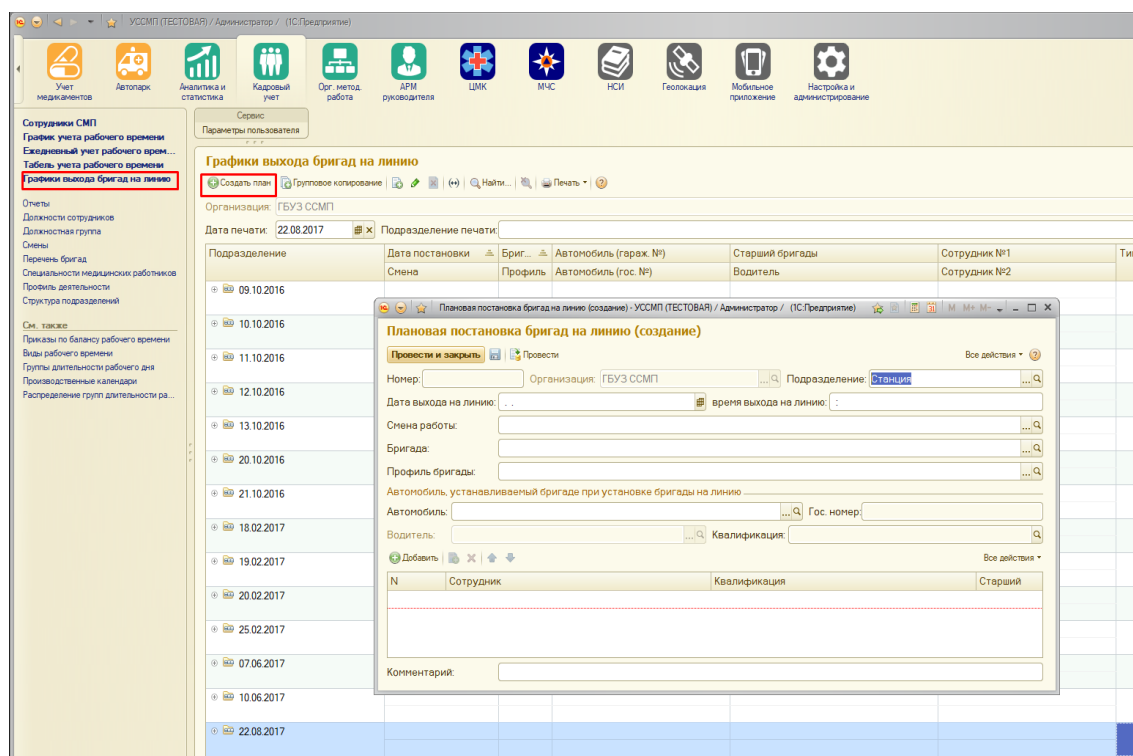 УССМП (ТЕСТОВАЯ) / Администратор / (1С:Предприятие)
Учет медикаментов
Автопарк
Аналитика и статистика
Кадровый учет
Орг. метод. работа
АРМ руководителя
ЦМК
МЧС
НСИ
Геолокация
Мобильное приложение
Настройка и администрирование
Сотрудники СМП
График учета рабочего времени
Ежедневный учет рабочего врем...
Табель учета рабочего времени
Графики выхода бригад на линию
Отчеты
Должности сотрудников
Должностная группа
Смены
Перечень бригад
Специальности медицинских работников
Профиль деятельности
Структура подразделений
См. также
Приказы по балансу рабочего времени
Виды рабочего времени
Группы длительности рабочего дня
Производственные календари
Распределение групп длительности ра...
Сервис
Параметры пользователя
Графики выхода бригад на линию
Создать план Групповое копирование Найти... Печать
Организация: ГБУЗ ССМП
Дата печати: 22.08.2017 Подразделение печати:
Подразделение Дата постановки Бриг... Автомобиль (гараж. №) Старший бригады Сотрудник №1
Смена Профиль Автомобиль (гос. №) Водитель Сотрудник №2
09.10.2016
10.10.2016
11.10.2016
12.10.2016
13.10.2016
20.10.2016
21.10.2016
18.02.2017
19.02.2017
20.02.2017
25.02.2017
07.06.2017
10.06.2017
22.08.2017
Плановая постановка бригад на линию (создание) - УССМП (ТЕСТОВАЯ) / Администратор / (1С:Предприятие) M M+ M-
Плановая постановка бригад на линию (создание)
Провести и закрыть Провести Все действия
Номер: Организация: ГБУЗ ССМП Подразделение: Станция
Дата выхода на линию: . . время выхода на линию: :
Смена работы:
Бригада:
Профиль бригады:
Автомобиль, устанавливаемый бригаде при установке бригады на линию
Автомобиль: Гос. номер:
Водитель: Квалификация:
Добавить Все действия
N Сотрудник Квалификация Старший
Комментарий: